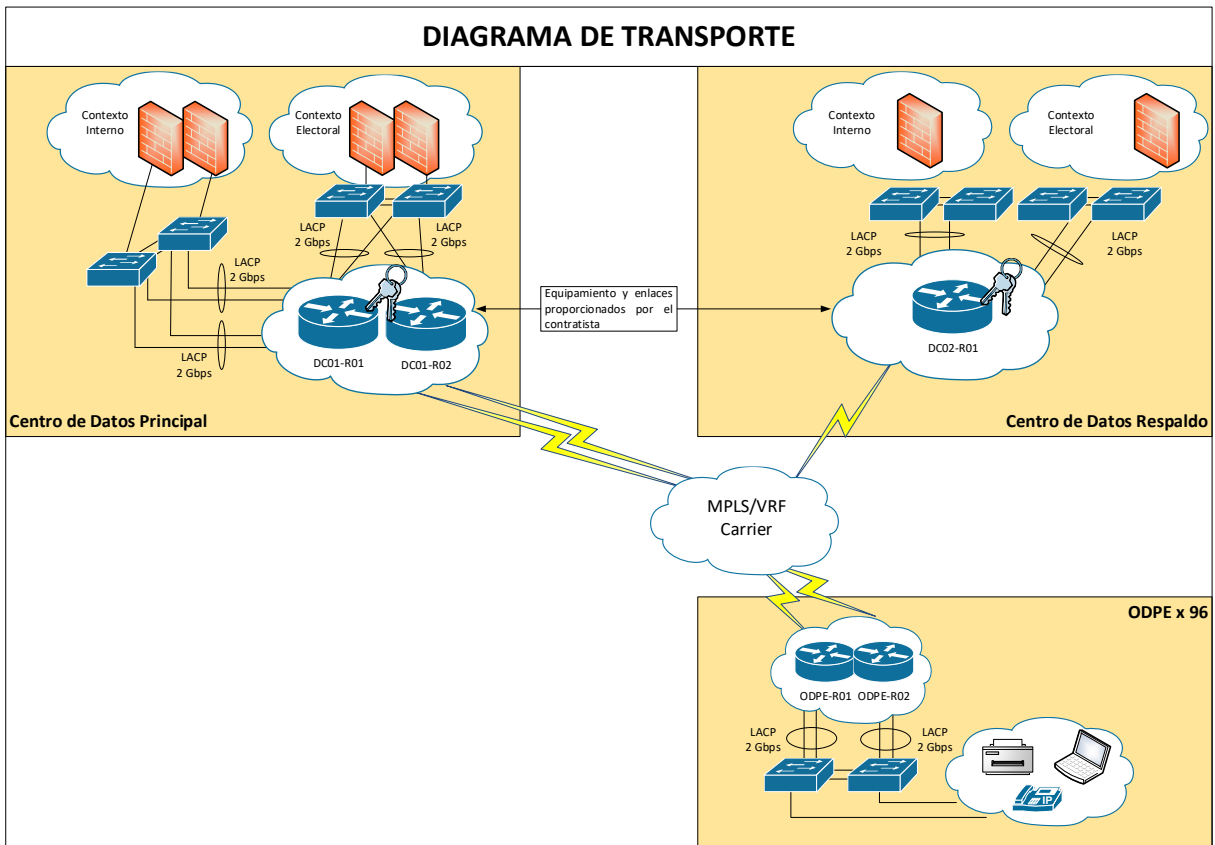 DIAGRAMA DE TRANSPORTE
Contexto
Interno
Contexto
Electoral
LACP
2 Gbps
LACP
2 Gbps
LACP
2 Gbps
LACP
2 Gbps
DC01-R01
DC01-R02
Centro de Datos Principal
Equipamiento y enlaces
proporcionados por el
contratista
Contexto
Interno
Contexto
Electoral
LACP
2 Gbps
LACP
2 Gbps
DC02-R01
Centro de Datos Respaldo
MPLS/VRF
Carrier
ODPE x 96
ODPE-R01
ODPE-R02
LACP
2 Gbps
LACP
2 Gbps
IP